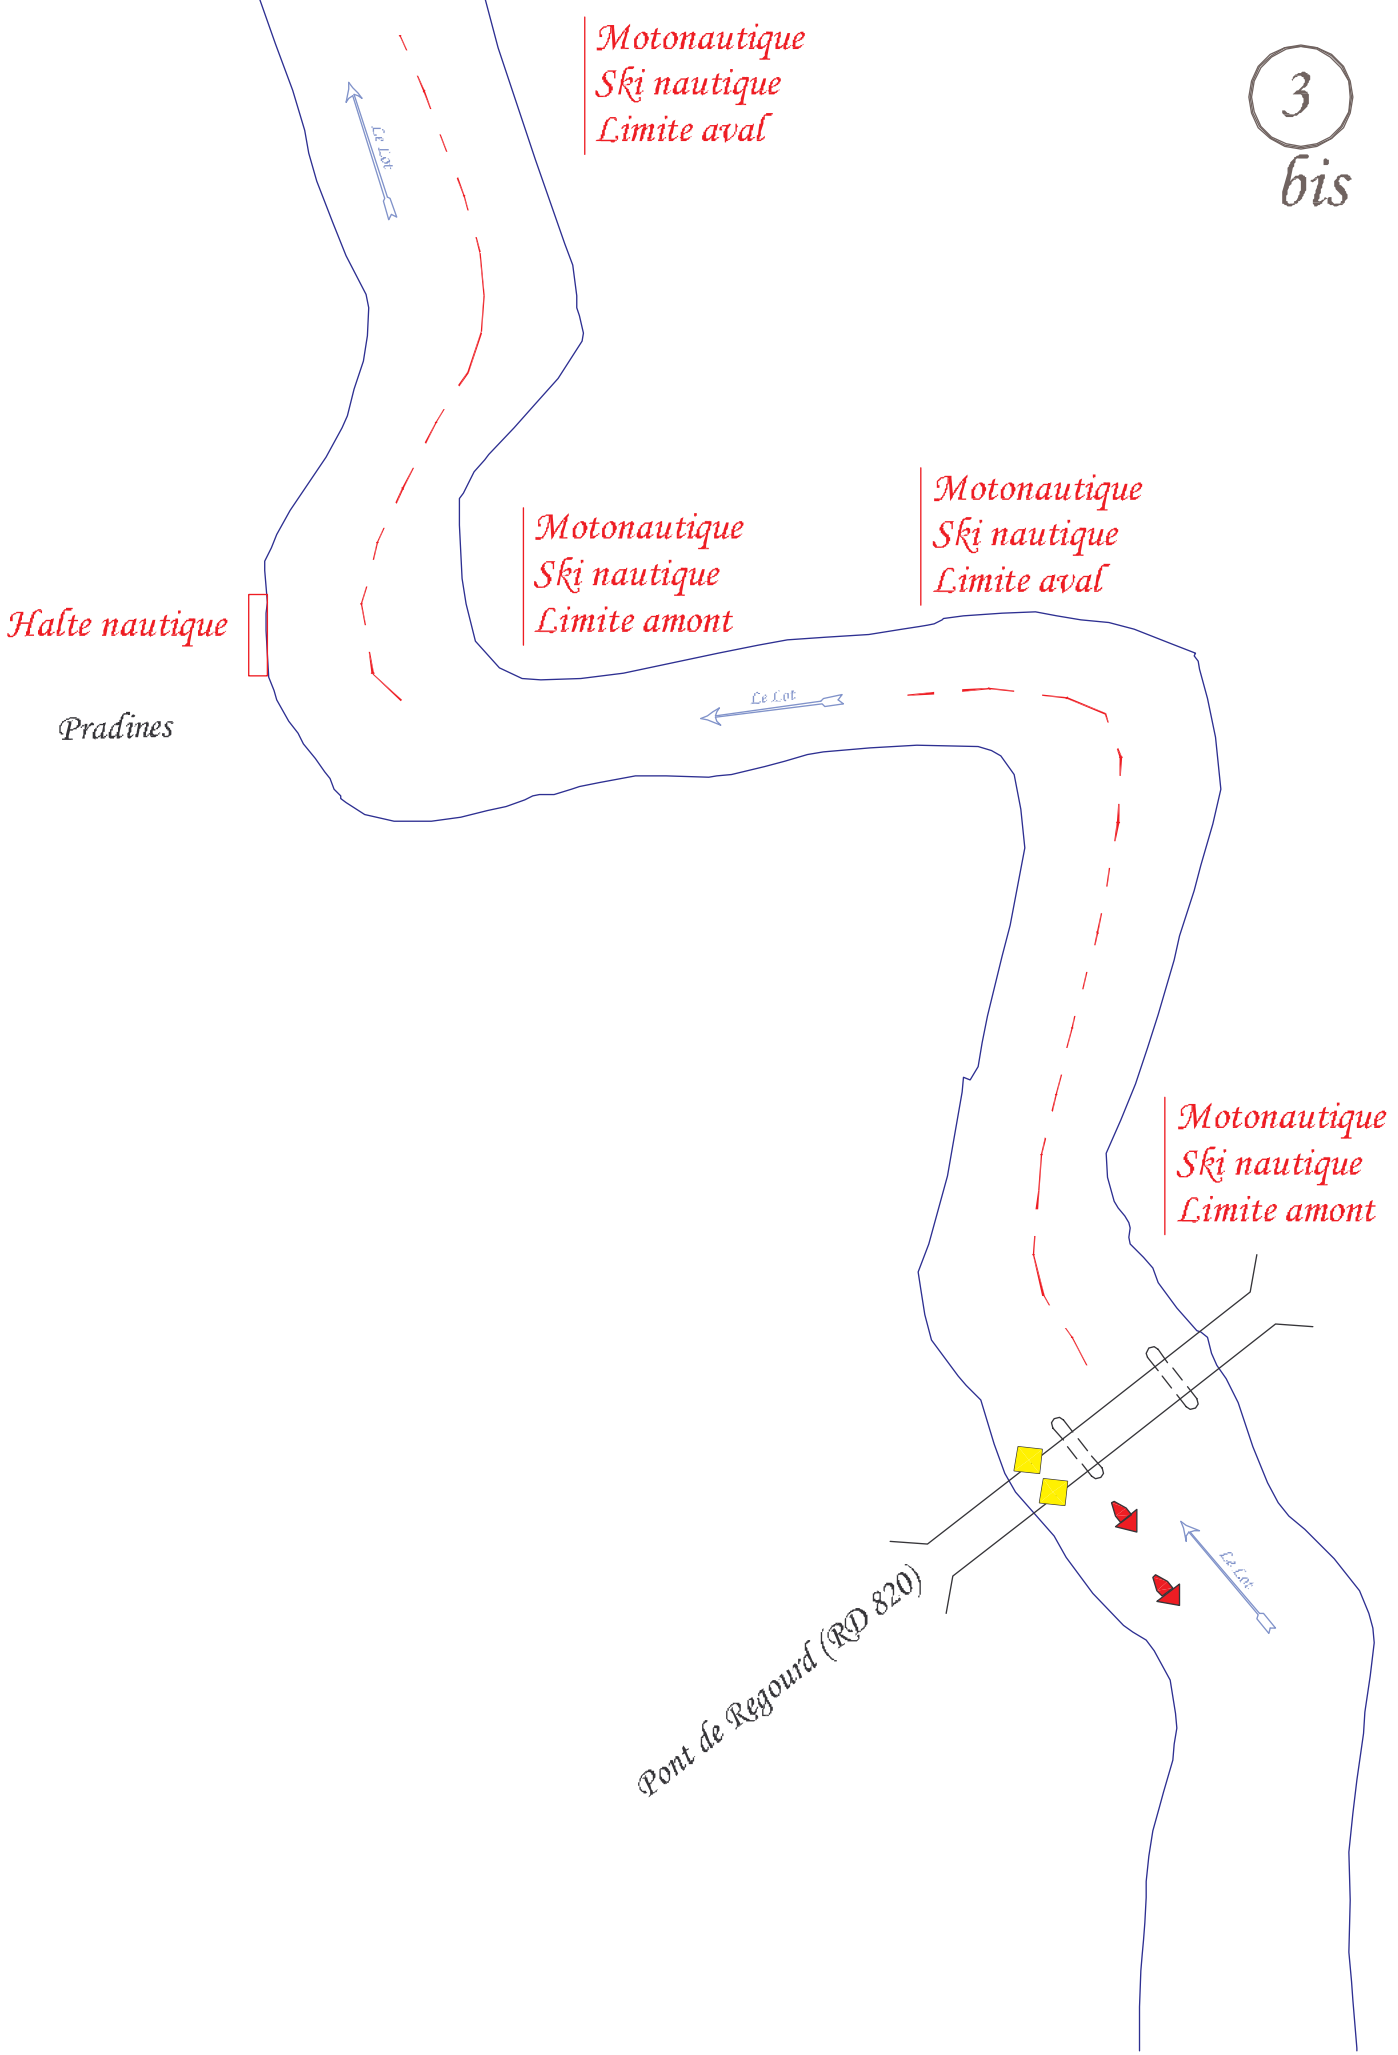 Motonautique
Ski nautique
Limite aval
3
bis
Le Lot
Motonautique
Ski nautique
Limite aval
Motonautique
Ski nautique
Limite amont
Halte nautique
Le Lot
Pradines
Motonautique
Ski nautique
Limite amont
Le Lot
Pont de Regourd (RD 820)